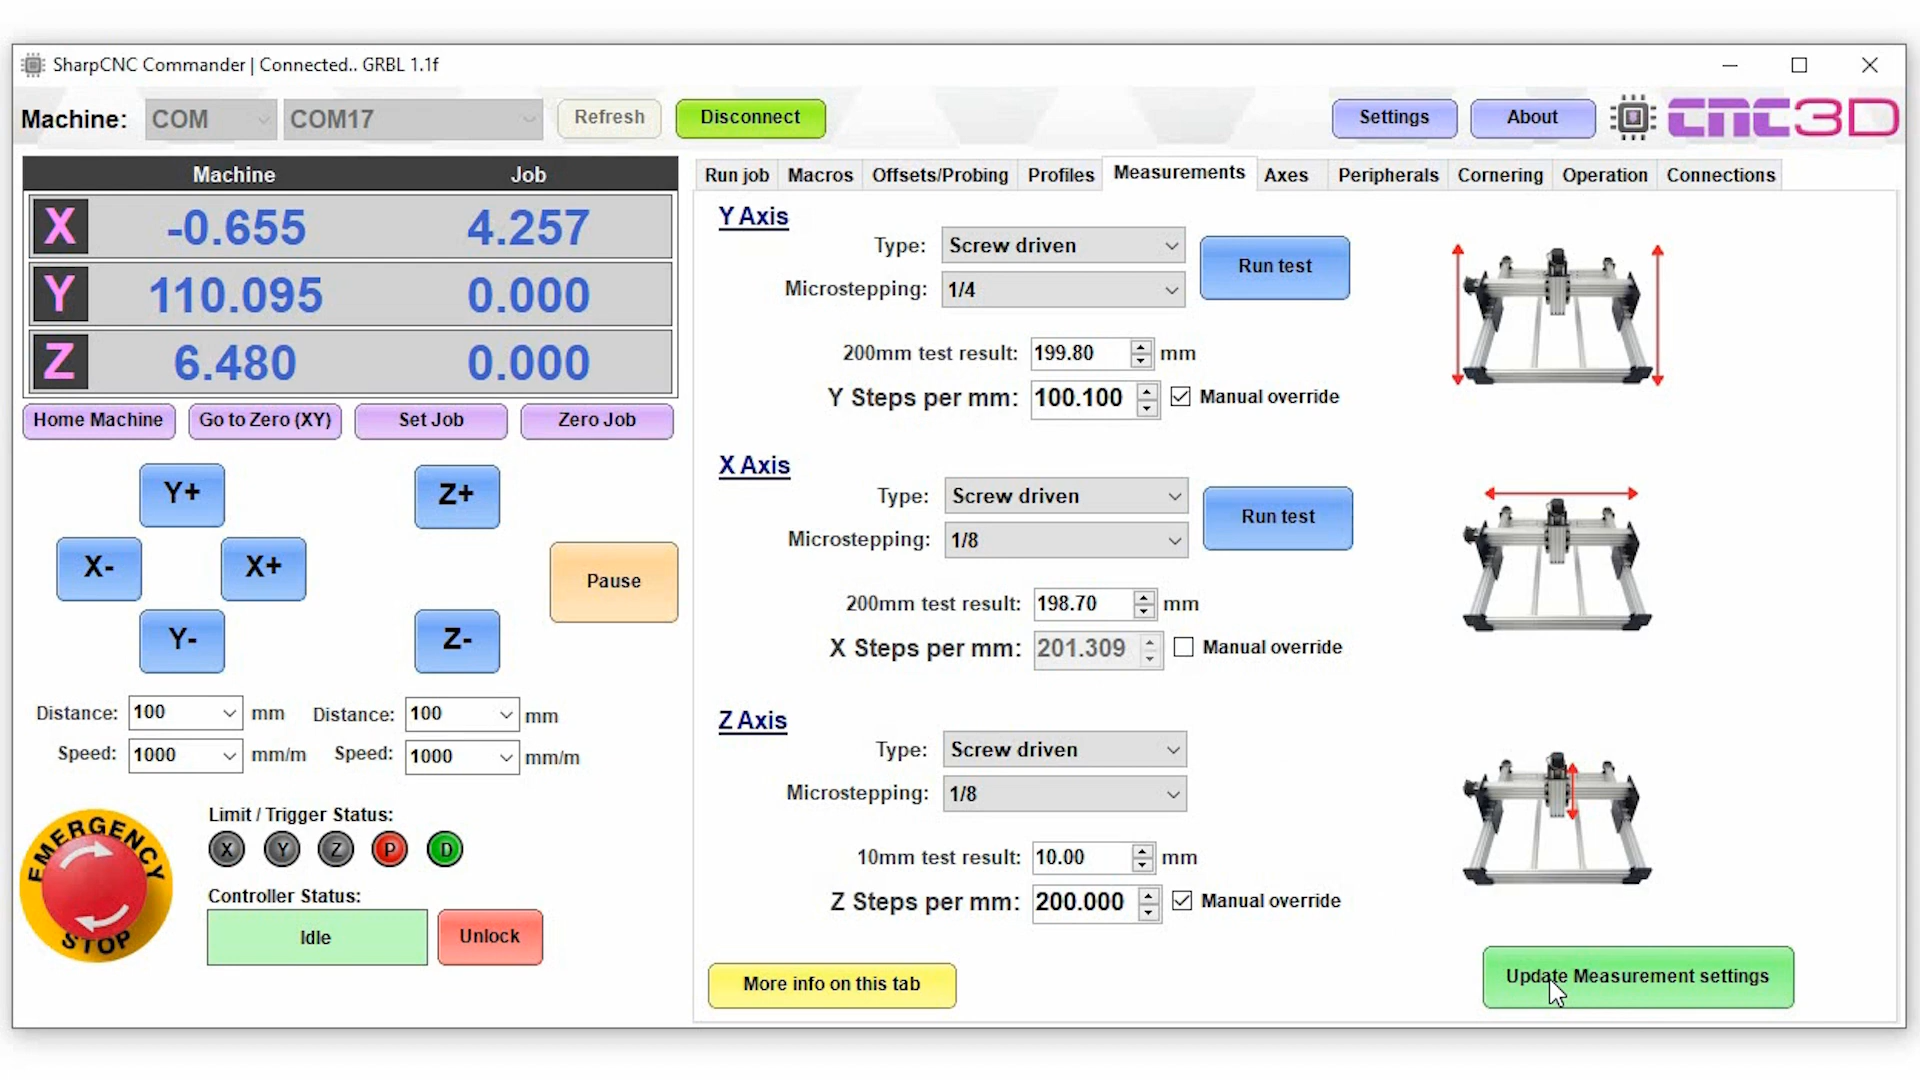 SharpCNC Commander | Connected.. GRBL 1.1f
Machine: COM COM17 Refresh Disconnect Settings About CNC3D
Machine Job
X -0.655 4.257
Y 110.095 0.000
Z 6.480 0.000
Home Machine Go to Zero (XY) Set Job Zero Job
Y+ Z+
X- X+ Pause
Y- Z-
Distance: 100 mm Distance: 100 mm
Speed: 1000 mm/m Speed: 1000 mm/m
EMERGENCY
STOP
Limit / Trigger Status:
X Y Z P D
Controller Status:
Idle Unlock
Run job Macros Offsets/Probing Profiles Measurements Axes Peripherals Cornering Operation Connections
Y Axis
Type: Screw driven Run test
Microstepping: 1/4
200mm test result: 199.80 mm
Y Steps per mm: 100.100 Manual override
X Axis
Type: Screw driven Run test
Microstepping: 1/8
200mm test result: 198.70 mm
X Steps per mm: 201.309 Manual override
Z Axis
Type: Screw driven
Microstepping: 1/8
10mm test result: 10.00 mm
Z Steps per mm: 200.000 Manual override
More info on this tab Update Measurement settings